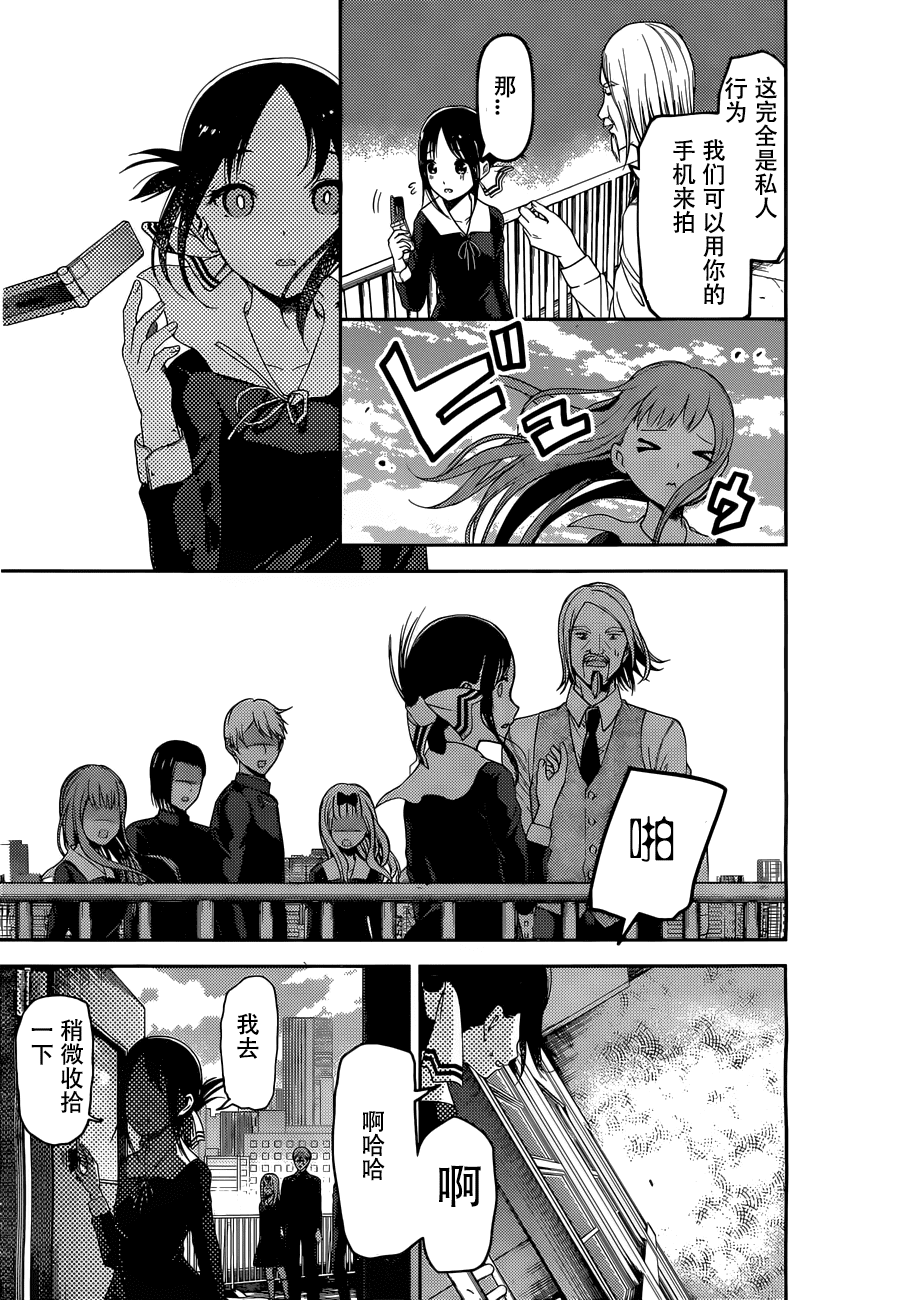 这完全是私人
行为
我们可以用你的
手机来拍
那…
ビュウ
啪
啊
啊哈哈
我去
稍微收拾
一下